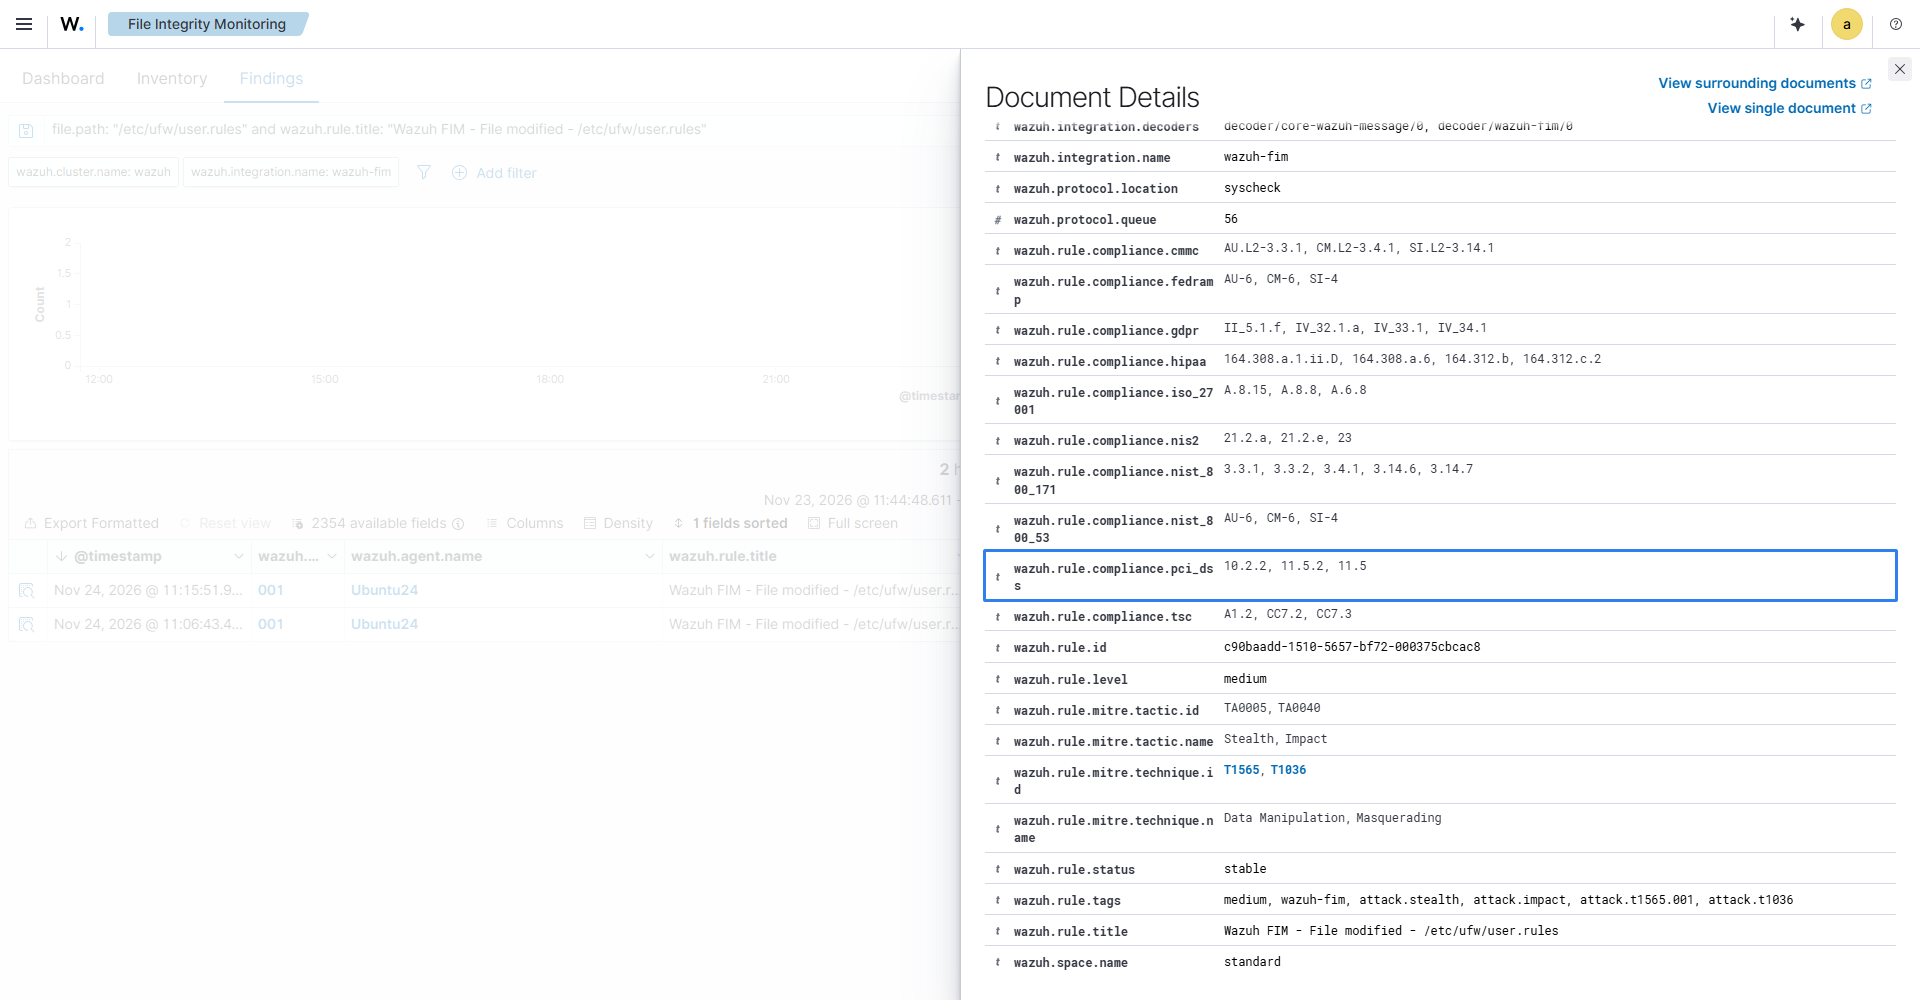 W.
File Integrity Monitoring
a
Dashboard
Inventory
Findings
file.path: "/etc/ufw/user.rules" and wazuh.rule.title: "Wazuh FIM - File modified - /etc/ufw/user.rules"
wazuh.cluster.name: wazuh
wazuh.integration.name: wazuh-fim
Add filter
2
1.5
1
0.5
0
Count
12:00
15:00
18:00
21:00
@timestam
2 h
Nov 23, 2026 @ 11:44:48.611 -
Export Formatted
Reset view
2354 available fields
Columns
Density
1 fields sorted
Full screen
@timestamp
wazuh....
wazuh.agent.name
wazuh.rule.title
Nov 24, 2026 @ 11:15:51.9...
001
Ubuntu24
Wazuh FIM - File modified - /etc/ufw/user.r...
Nov 24, 2026 @ 11:06:43.4...
001
Ubuntu24
Wazuh FIM - File modified - /etc/ufw/user.r...
Document Details
View surrounding documents
View single document
t wazuh.integration.decoders decoder/core-wazuh-message/0, decoder/wazuh-fim/0
t wazuh.integration.name wazuh-fim
t wazuh.protocol.location syscheck
# wazuh.protocol.queue 56
t wazuh.rule.compliance.cmmc AU.L2-3.3.1, CM.L2-3.4.1, SI.L2-3.14.1
t wazuh.rule.compliance.fedram AU-6, CM-6, SI-4
p
t wazuh.rule.compliance.gdpr II_5.1.f, IV_32.1.a, IV_33.1, IV_34.1
t wazuh.rule.compliance.hipaa 164.308.a.1.ii.D, 164.308.a.6, 164.312.b, 164.312.c.2
t wazuh.rule.compliance.iso_27 A.8.15, A.8.8, A.6.8
001
t wazuh.rule.compliance.nis2 21.2.a, 21.2.e, 23
t wazuh.rule.compliance.nist_8 3.3.1, 3.3.2, 3.4.1, 3.14.6, 3.14.7
00_171
t wazuh.rule.compliance.nist_8 AU-6, CM-6, SI-4
00_53
t wazuh.rule.compliance.pci_ds 10.2.2, 11.5.2, 11.5
s
t wazuh.rule.compliance.tsc A1.2, CC7.2, CC7.3
t wazuh.rule.id c90baadd-1510-5657-bf72-000375cbcac8
t wazuh.rule.level medium
t wazuh.rule.mitre.tactic.id TA0005, TA0040
t wazuh.rule.mitre.tactic.name Stealth, Impact
t wazuh.rule.mitre.technique.i T1565, T1036
d
t wazuh.rule.mitre.technique.n Data Manipulation, Masquerading
ame
t wazuh.rule.status stable
t wazuh.rule.tags medium, wazuh-fim, attack.stealth, attack.impact, attack.t1565.001, attack.t1036
t wazuh.rule.title Wazuh FIM - File modified - /etc/ufw/user.rules
t wazuh.space.name standard